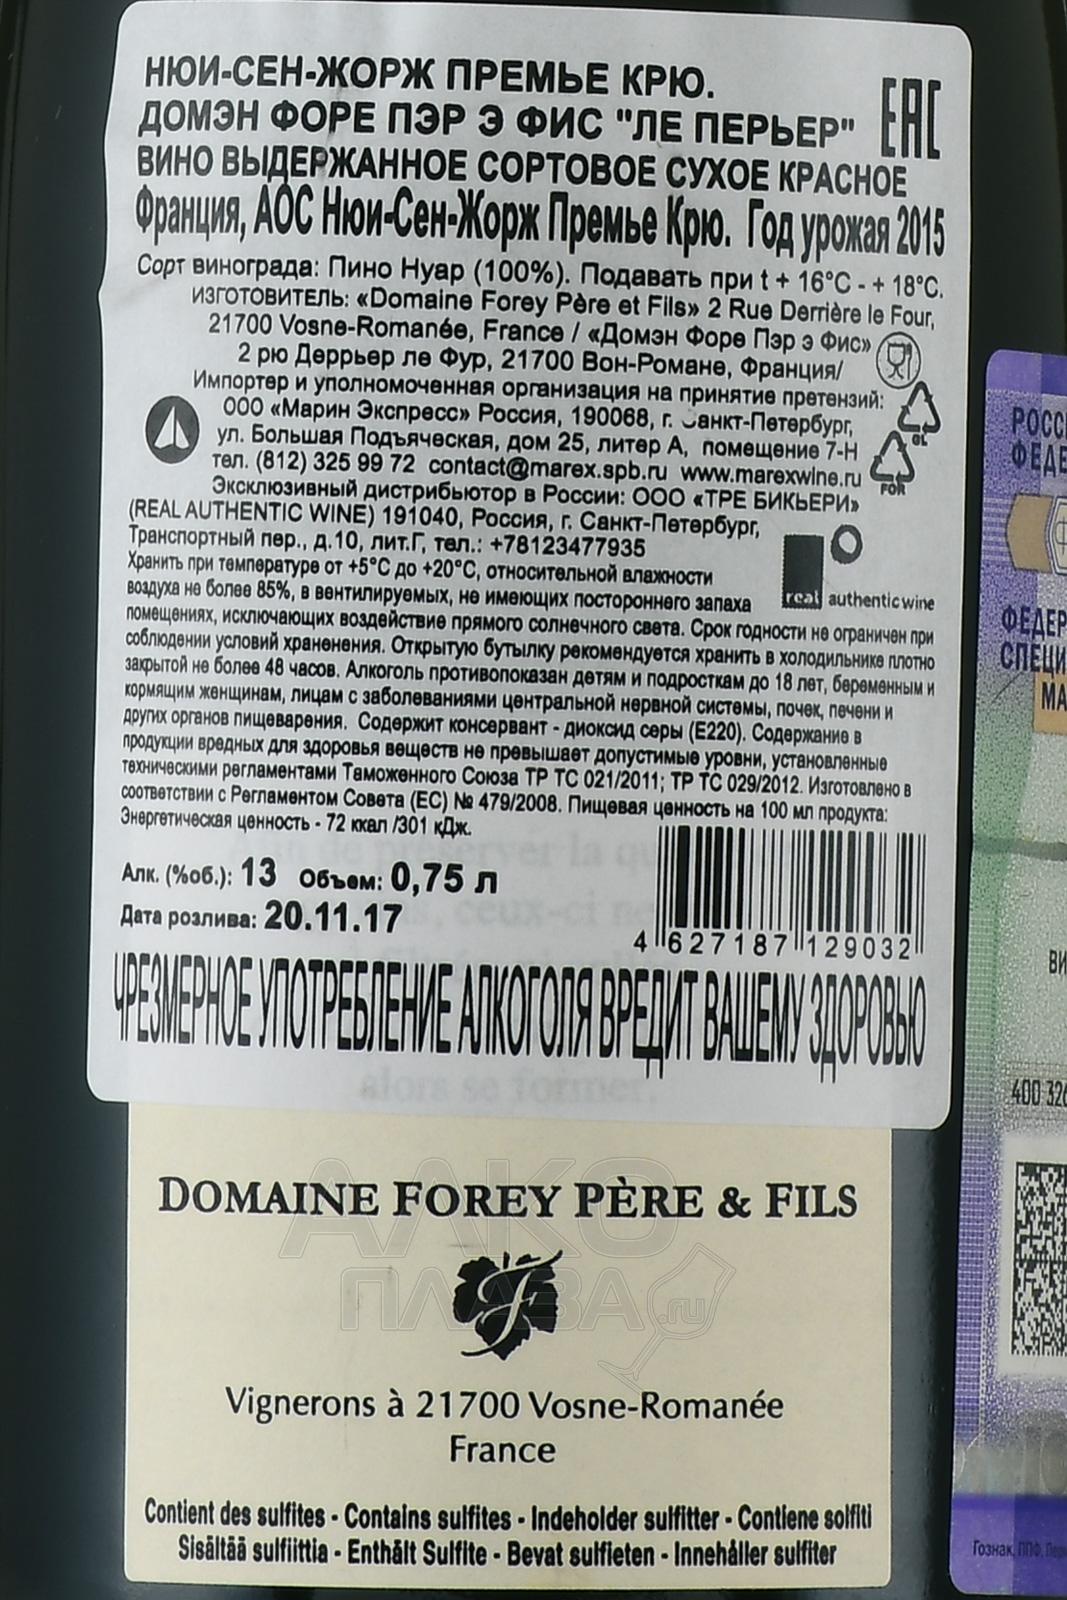 НЮИ-СЕН-ЖОРЖ ПРЕМЬЕ КРЮ.
ДОМЭН ФОРЕ ПЭР Э ФИС "ЛЕ ПЕРЬЕР"
EAC
ВИНО ВЫДЕРЖАННОЕ СОРТОВОЕ СУХОЕ КРАСНОЕ
Франция, АОС Нюи-Сен-Жорж Премье Крю. Год урожая 2015
Сорт винограда: Пино Нуар (100%). Подавать при t + 16°C - + 18°C.
ИЗГОТОВИТЕЛЬ: «Domaine Forey Père et Fils» 2 Rue Derrière le Four,
21700 Vosne-Romanée, France / «Домэн Форе Пэр э Фис»
2 рю Деррьер ле Фур, 21700 Вон-Романе, Франция/
Импортер и уполномоченная организация на принятие претензий:
ООО «Марин Экспресс» Россия, 190068, г. Санкт-Петербург,
ул. Большая Подъяческая, дом 25, литер А, помещение 7-Н
тел. (812) 325 99 72 contact@marex.spb.ru www.marexwine.ru
GL
FOR
Эксклюзивный дистрибьютор в России: ООО «ТРЕ БИКЬЕРИ»
(REAL AUTHENTIC WINE) 191040, Россия, г. Санкт-Петербург,
Транспортный пер., д.10, лит.Г, тел.: +78123477935
Хранить при температуре от +5°C до +20°C, относительной влажности
воздуха не более 85%, в вентилируемых, не имеющих постороннего запаха
real authentic wine
помещениях, исключающих воздействие прямого солнечного света. Срок годности не ограничен при
соблюдении условий храненения. Открытую бутылку рекомендуется хранить в холодильнике плотно
закрытой не более 48 часов. Алкоголь противопоказан детям и подросткам до 18 лет, беременным и
кормящим женщинам, лицам с заболеваниями центральной нервной системы, почек, печени и
других органов пищеварения. Содержит консервант - диоксид серы (Е220). Содержание в
продукции вредных для здоровья веществ не превышает допустимые уровни, установленные
техническими регламентами Таможенного Союза ТР ТС 021/2011; ТР ТС 029/2012. Изготовлено в
соответствии с Регламентом Совета (ЕС) № 479/2008. Пищевая ценность на 100 мл продукта:
Энергетическая ценность - 72 ккал /301 кДж.
Алк. (%об.): 13 Объем: 0,75 л
Дата розлива: 20.11.17
4 627187 129032
ЧРЕЗМЕРНОЕ УПОТРЕБЛЕНИЕ АЛКОГОЛЯ ВРЕДИТ ВАШЕМУ ЗДОРОВЬЮ
alors se former.
DOMAINE FOREY PÈRE & FILS
F
АЛКО
ПЛАЗА.ru
Vignerons à 21700 Vosne-Romanée
France
Contient des sulfites - Contains sulfites - Indeholder sulfitter - Contiene solfiti
Sisältää sulfiittia - Enthält Sulfite - Bevat sulfieten - Innehåller sulfiter
400 326
Гознак,